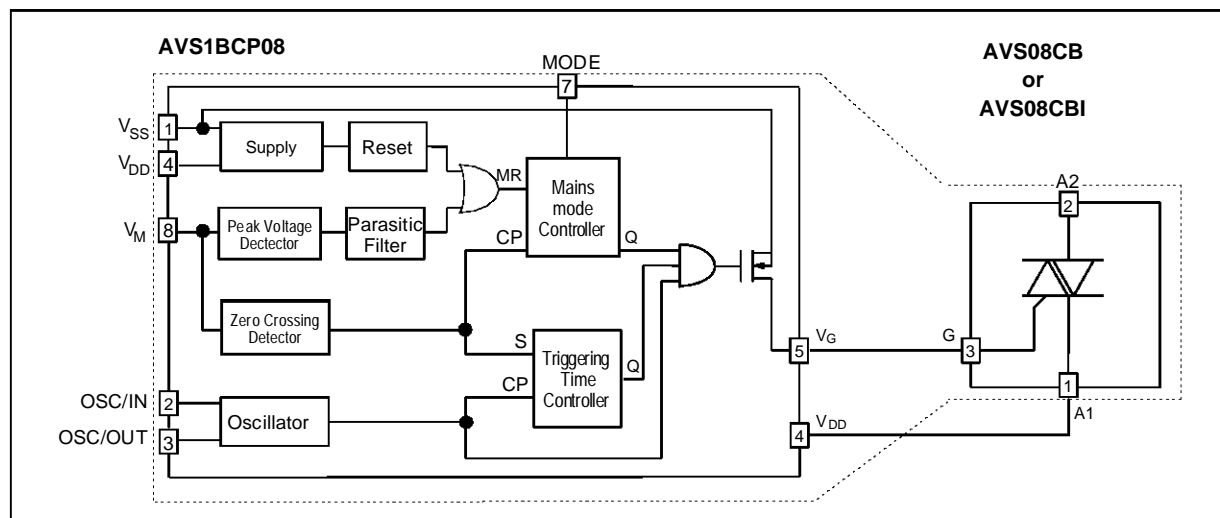 AVS1BCP08
AVS08CB
or
AVS08CBI
MODE
7
VSS
1
Supply
Reset
VDD
4
MR
Mains
mode
Controller
A2
2
VM
8
Peak Voltage
Dectector
Parasitic
Filter
CP
Q
Zero Crossing
Detector
S
Triggering
Time
Controller
Q
CP
5
VG
G
3
OSC/IN
2
Oscillator
OSC/OUT
3
4
VDD
1
A1